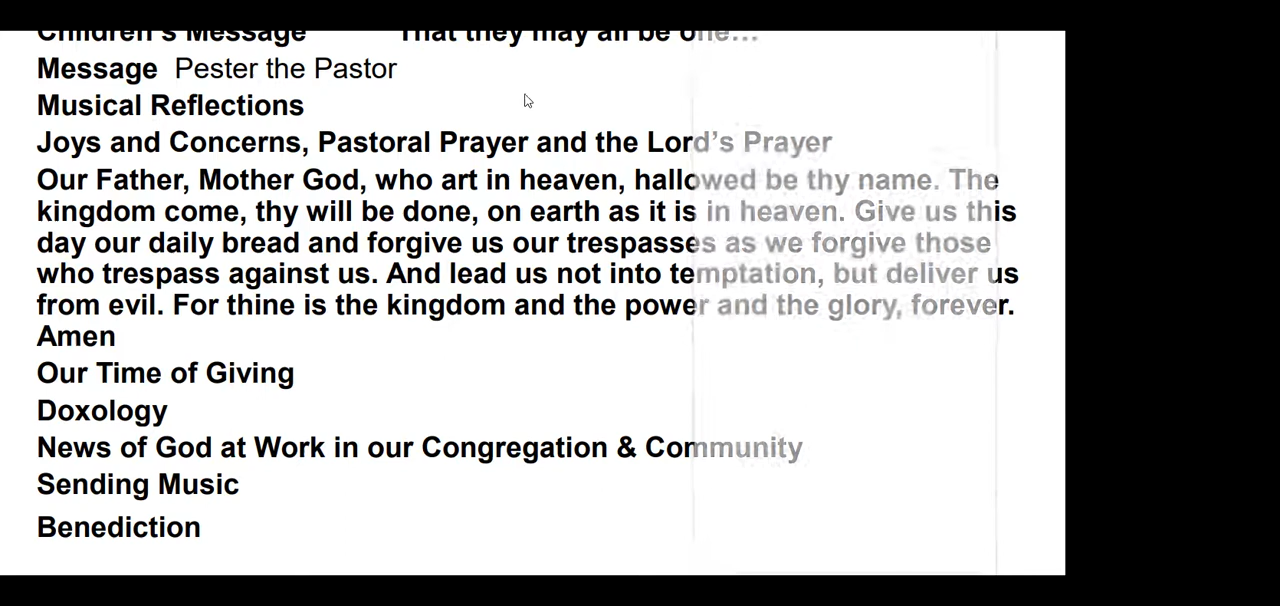 Children's Message That they may all be one…
Message Pester the Pastor
Musical Reflections
Joys and Concerns, Pastoral Prayer and the Lord's Prayer
Our Father, Mother God, who art in heaven, hallowed be thy name. The
kingdom come, thy will be done, on earth as it is in heaven. Give us this
day our daily bread and forgive us our trespasses as we forgive those
who trespass against us. And lead us not into temptation, but deliver us
from evil. For thine is the kingdom and the power and the glory, forever.
Amen
Our Time of Giving
Doxology
News of God at Work in our Congregation & Community
Sending Music
Benediction